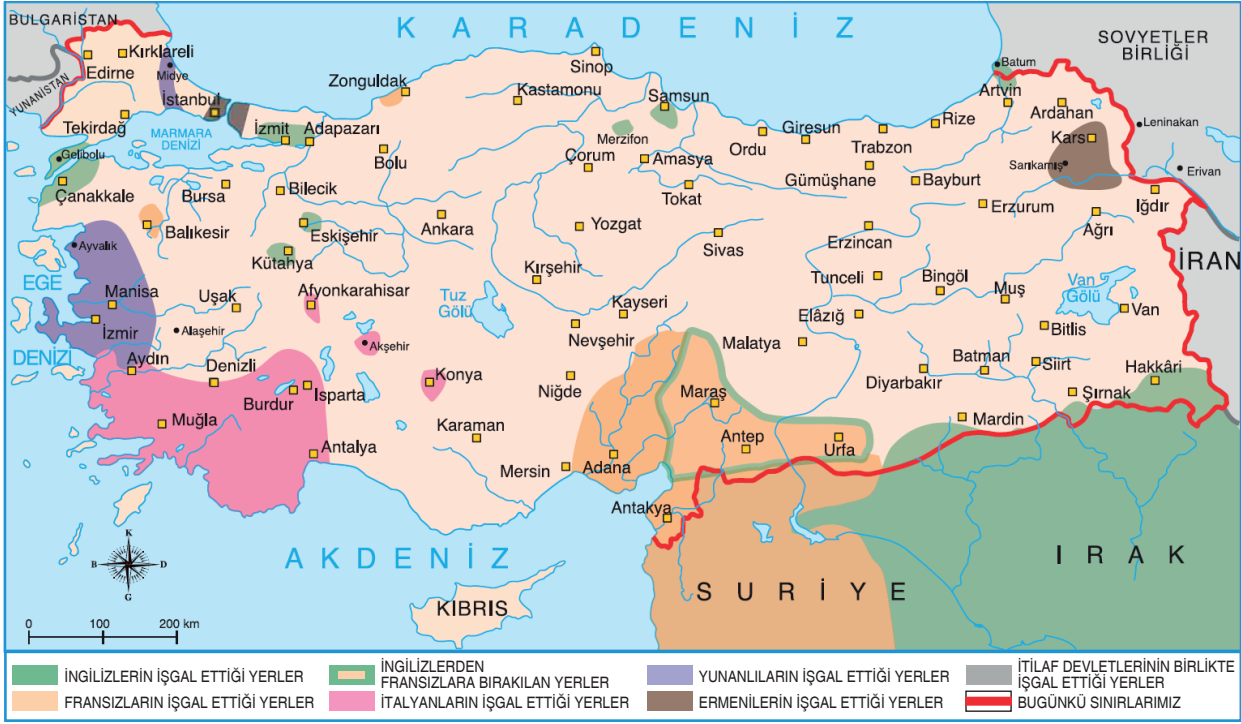 BULGARİSTAN
K A R A D E N İ Z
SOVYETLER
BİRLİĞİ
Kırklareli
Edirne
Midye
YUNANİSTAN
İstanbul
Tekirdağ
MARMARA
DENİZİ
Zonguldak
Kastamonu
Sinop
Samsun
Batum
Artvin
Ardahan
Leninakan
Kars
Sarıkamış
Erivan
İzmit
Adapazarı
Bolu
Merzifon
Çorum
Amasya
Ordu
Giresun
Trabzon
Rize
Gümüşhane
Bayburt
Gelibolu
Çanakkale
Bursa
Bilecik
Tokat
Erzurum
Iğdır
Ağrı
Balıkesir
Eskişehir
Ankara
Yozgat
Sivas
Erzincan
İRAN
Ayvalık
Kütahya
Kırşehir
Tunceli
Bingöl
Muş
Van
Gölü
Van
EGE
DENİZİ
Manisa
Uşak
Afyonkarahisar
Tuz
Gölü
Kayseri
Elâzığ
Bitlis
İzmir
Alaşehir
Akşehir
Nevşehir
Malatya
Aydın
Denizli
Konya
Niğde
Diyarbakır
Batman
Siirt
Hakkâri
Burdur
Isparta
Maraş
Şırnak
Muğla
Karaman
Mardin
Antalya
Mersin
Adana
Antep
Urfa
Antakya
A K D E N İ Z
KIBRIS
S U R İ Y E
I R A K
K
B
D
G
0
100
200 km
İNGİLİZLERİN İŞGAL ETTİĞİ YERLER
İNGİLİZLERDEN
FRANSIZLARA BIRAKILAN YERLER
YUNANLILARIN İŞGAL ETTİĞİ YERLER
İTİLAF DEVLETLERİNİN BİRLİKTE
İŞGAL ETTİĞİ YERLER
FRANSIZLARIN İŞGAL ETTİĞİ YERLER
İTALYANLARIN İŞGAL ETTİĞİ YERLER
ERMENİLERİN İŞGAL ETTİĞİ YERLER
BUGÜNKÜ SINIRLARIMIZ